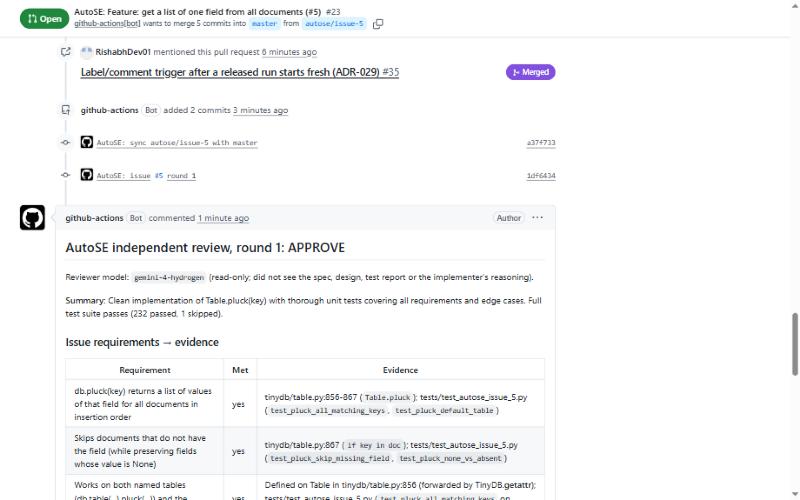 Open
AutoSE: Feature: get a list of one field from all documents (#5) #23
github-actions[bot] wants to merge 5 commits into master from autose/issue-5
RishabhDev01 mentioned this pull request 6 minutes ago
Label/comment trigger after a released run starts fresh (ADR-029) #35
Merged
github-actions Bot added 2 commits 3 minutes ago
AutoSE: sync autose/issue-5 with master a37f733
AutoSE: issue #5 round 1 1df6434
github-actions Bot commented 1 minute ago Author ...
AutoSE independent review, round 1: APPROVE
Reviewer model: gemini-4-hydrogen (read-only; did not see the spec, design, test report or the implementer's reasoning).
Summary: Clean implementation of Table.pluck(key) with thorough unit tests covering all requirements and edge cases. Full
test suite passes (232 passed, 1 skipped).
Issue requirements → evidence
Requirement Met Evidence
db.pluck(key) returns a list of values
of that field for all documents in
insertion order
yes
tinydb/table.py:856-867 ( Table.pluck ); tests/test_autose_issue_5.py
( test_pluck_all_matching_keys , test_pluck_default_table )
Skips documents that do not have
the field (while preserving fields
whose value is None)
yes
tinydb/table.py:867 ( if key in doc ); tests/test_autose_issue_5.py
( test_pluck_skip_missing_field , test_pluck_none_vs_absent )
Works on both named tables
(db.table(...).pluck(...)) and the
yes
Defined on Table in tinydb/table.py:856 (forwarded by TinyDB.getattr);
tests/test_autose_issue_5.py ( test_pluck_all_matching_keys on